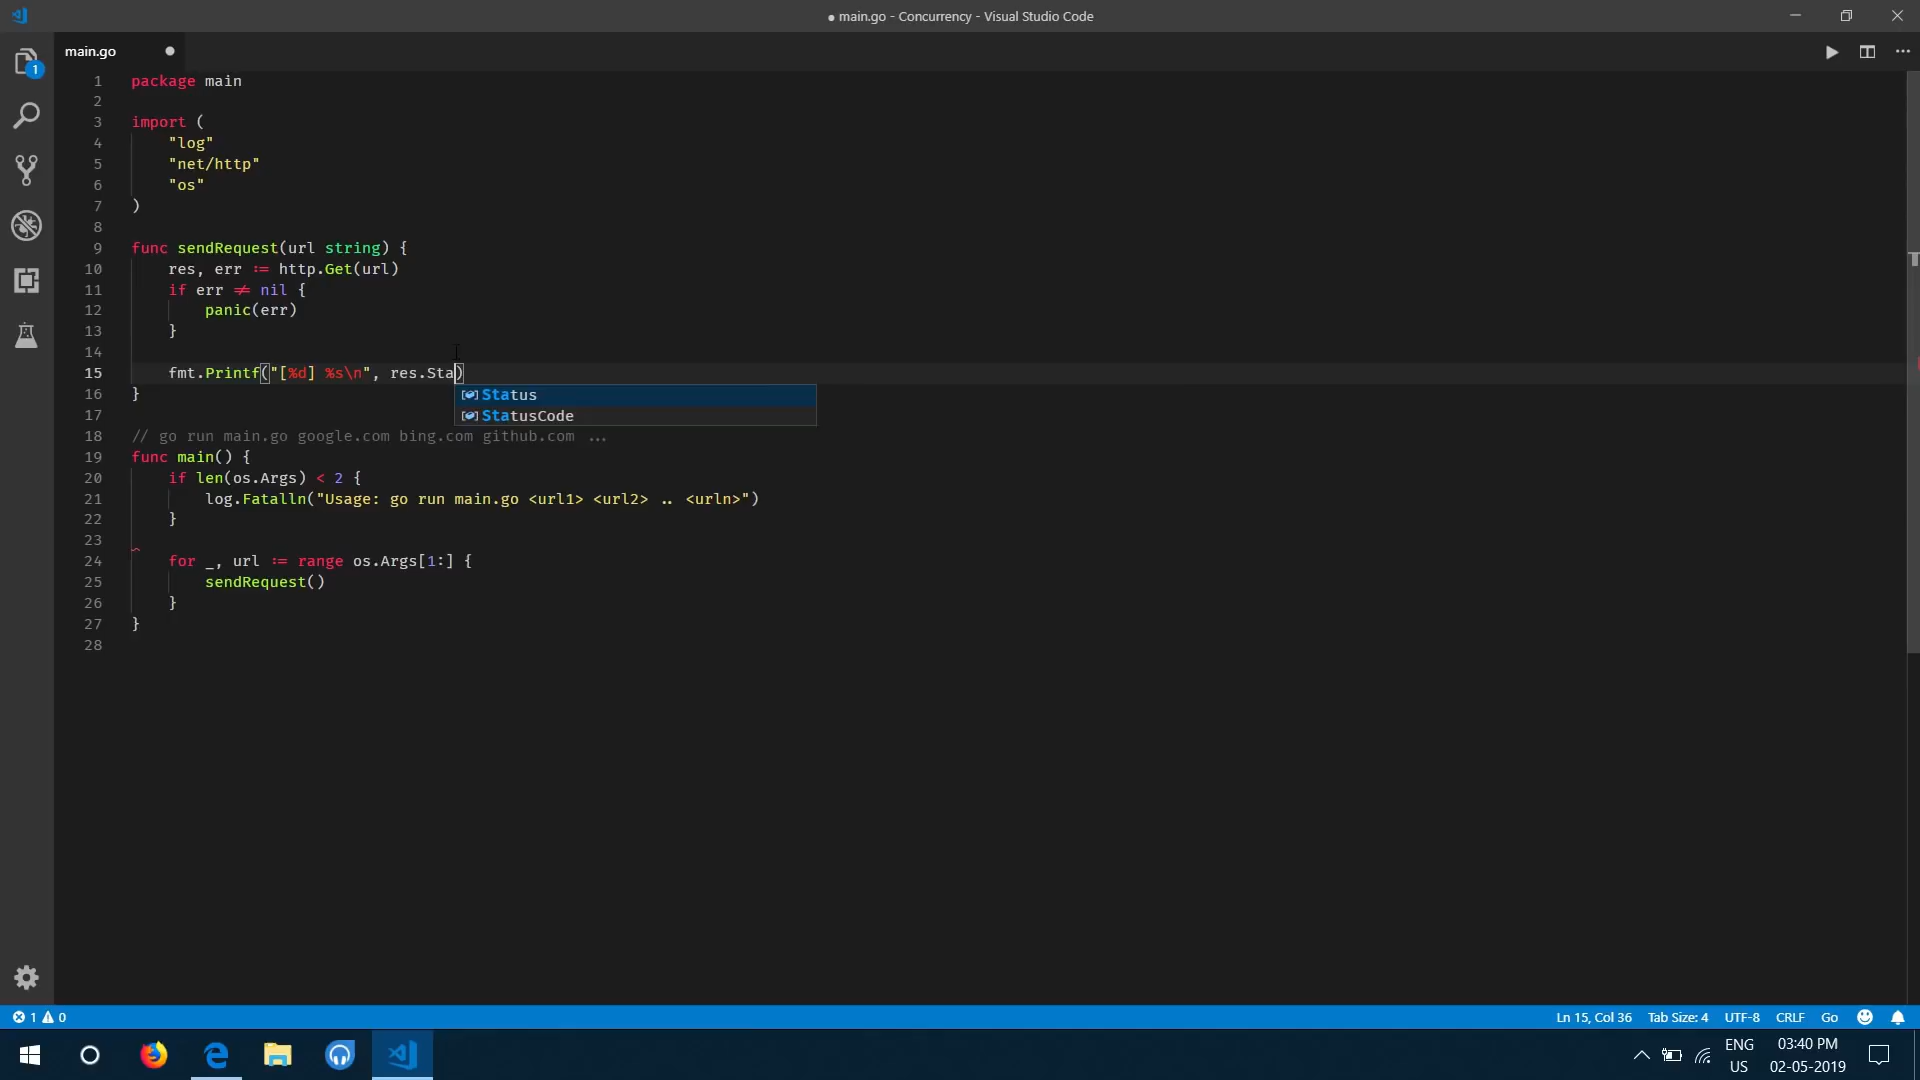 ● main.go - Concurrency - Visual Studio Code
main.go
1
1 package main
2
3 import (
4 "log"
5 "net/http"
6 "os"
7 )
8
9 func sendRequest(url string) {
10 res, err := http.Get(url)
11 if err ≠ nil {
12 panic(err)
13 }
14
15 fmt.Printf("[%d] %s\n", res.Sta)
Status
16 }
StatusCode
17
18 // go run main.go google.com bing.com github.com ...
19 func main() {
20 if len(os.Args) < 2 {
21 log.Fatalln("Usage: go run main.go <url1> <url2> .. <urln>")
22 }
23
24 for _, url := range os.Args[1:] {
25 sendRequest()
26 }
27 }
28
1 0
Ln 15, Col 36 Tab Size: 4 UTF-8 CRLF Go
ENG
US
03:40 PM
02-05-2019